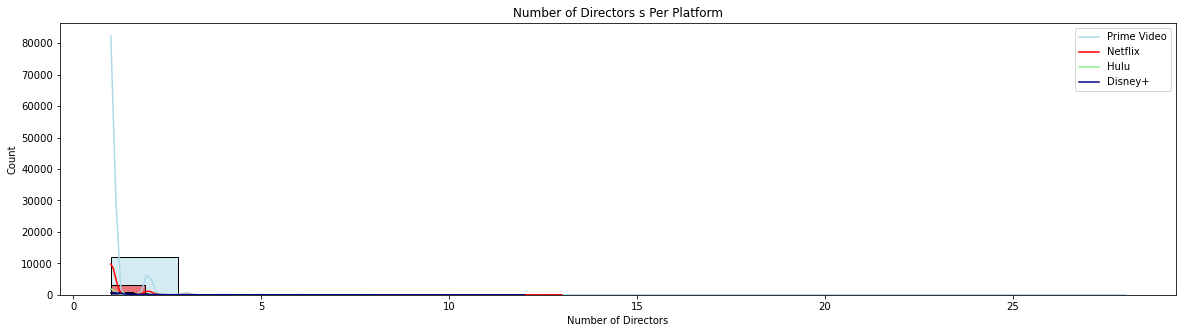 Number of Directors s Per Platform
Prime Video
Netflix
Hulu
Disney+
Count
80000
70000
60000
50000
40000
30000
20000
10000
0
0 5 10 15 20 25
Number of Directors